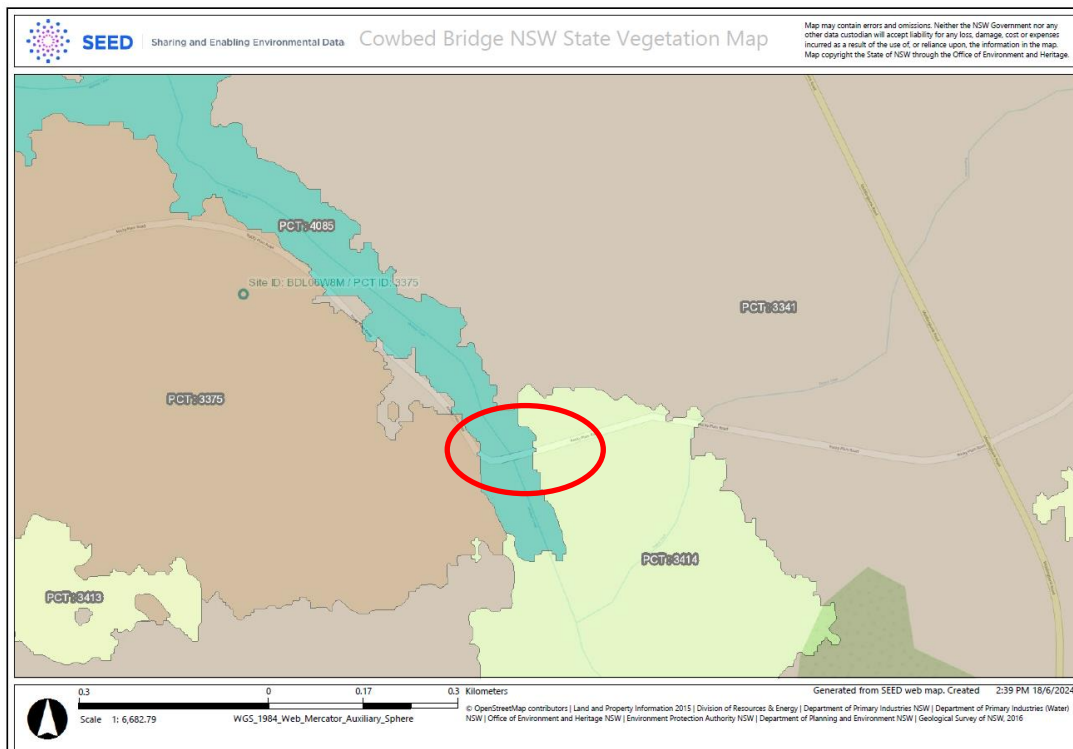 SEED
Sharing and Enabling Environmental Data
Cowbed Bridge NSW State Vegetation Map
Map may contain errors and omissions. Neither the NSW Government nor any
other data custodian will accept liability for any loss, damage, cost or expenses
incurred as a result of the use of, or reliance upon, the information in the map.
Map copyright the State of NSW through the Office of Environment and Heritage.
PCT: 4085
Site ID: BDL06W8M / PCT ID: 3375
PCT: 3341
PCT: 3375
PCT: 3414
PCT: 3413
0.3 0 0.17 0.3 Kilometers
Scale 1: 6,682.79
WGS_1984_Web_Mercator_Auxiliary_Sphere
Generated from SEED web map. Created 2:39 PM 18/6/2024
© OpenStreetMap contributors | Land and Property Information 2015 | Division of Resources & Energy | Department of Primary Industries NSW | Department of Primary Industries (Water)
NSW | Office of Environment and Heritage NSW | Environment Protection Authority NSW | Department of Planning and Environment NSW | Geological Survey of NSW, 2016